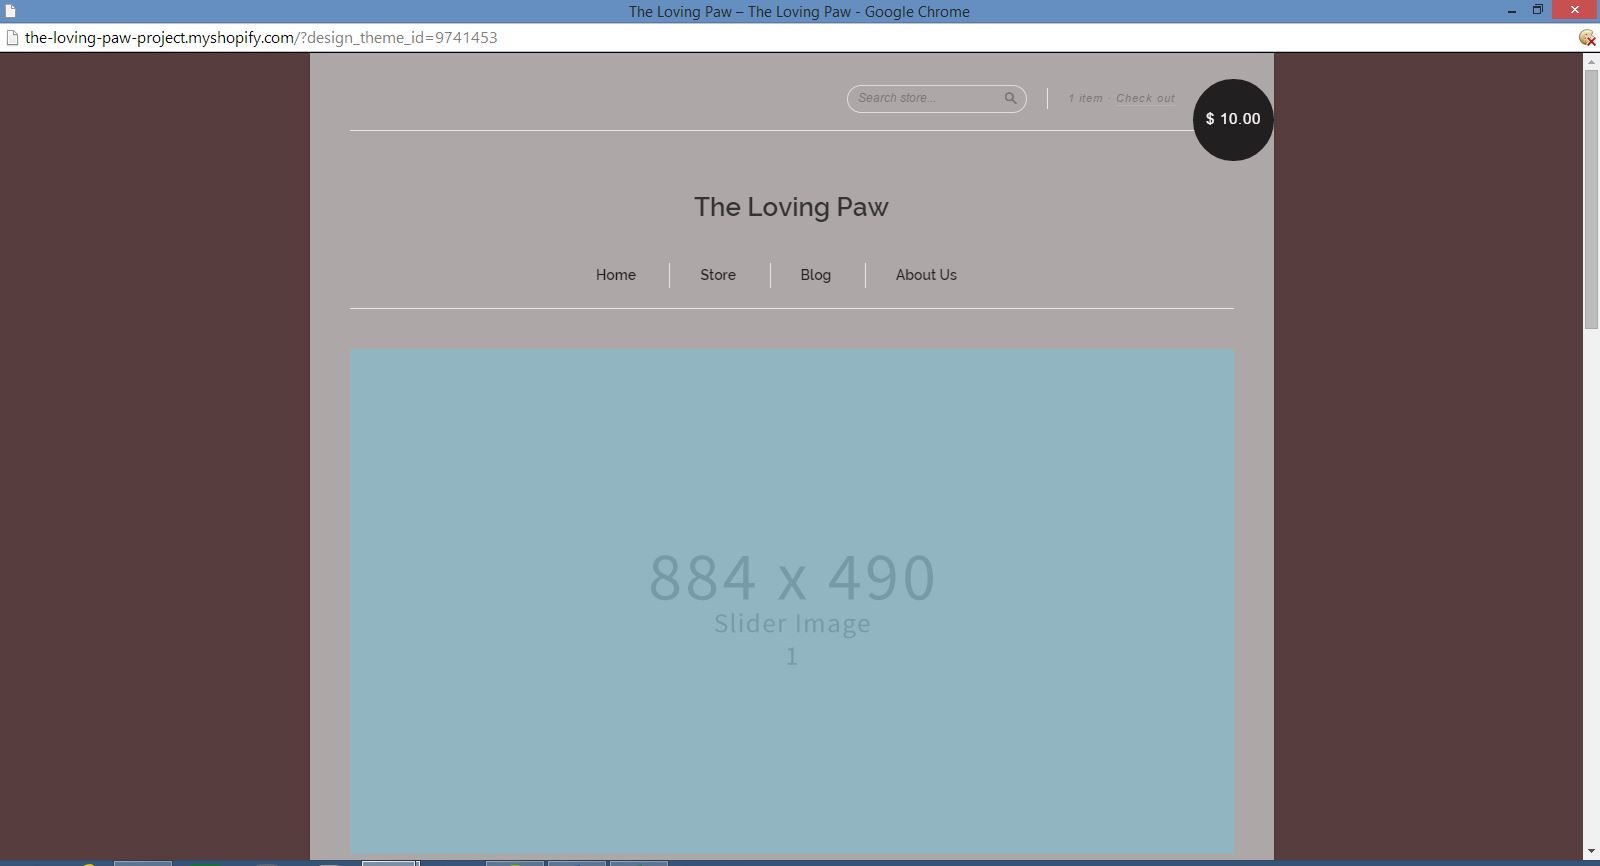 The Loving Paw – The Loving Paw - Google Chrome
the-loving-paw-project.myshopify.com/?design_theme_id=9741453
Search store...
1 item · Check out
$ 10.00
The Loving Paw
Home Store Blog About Us
884 x 490
Slider Image
1